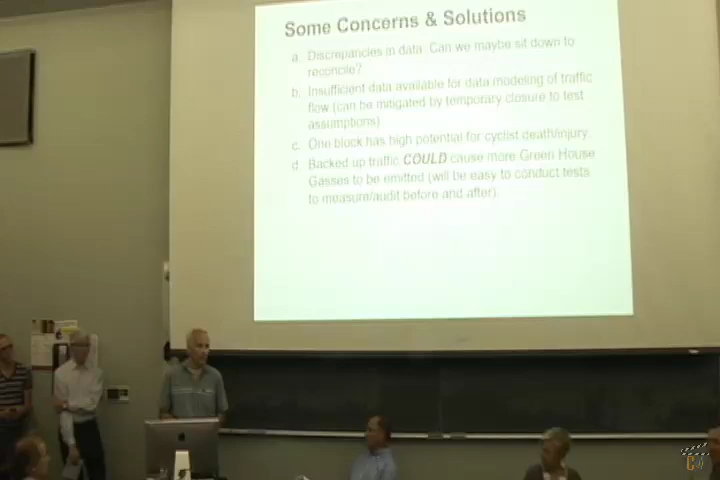 Some Concerns & Solutions
a. Discrepancies in data. Can we maybe sit down to
reconcile?
b. Insufficient data available for data modeling of traffic
flow (can be mitigated by temporary closure to test
assumptions)
c. One block has high potential for cyclist death/injury.
d. Backed up traffic COULD cause more Green House
Gasses to be emitted (will be easy to conduct tests
to measure/audit before and after).